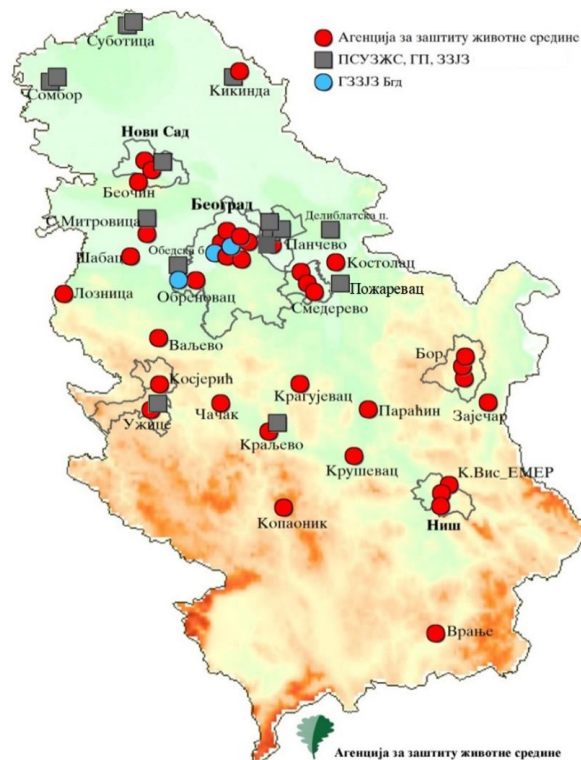 Суботица
Агенција за заштиту животне средине
ПСУЗЖС, ГП, ЗЗЈЗ
ГЗЗЈЗ Бгд
Сомбор
Кикинда
Нови Сад
Беочин
Београд
С.Митровица
Делиблатска п.
Обедска б.
Панчево
Шабац
Костолац
Лозница
Обреновац
Пожаревац
Смедерево
Ваљево
Бор
Косјерић
Крагујевац
Ужице
Чачак
Параћин
Зајечар
Краљево
Крушевац
К.Вис_ЕМЕР
Копаоник
Ниш
Врање
Агенција за заштиту животне средине